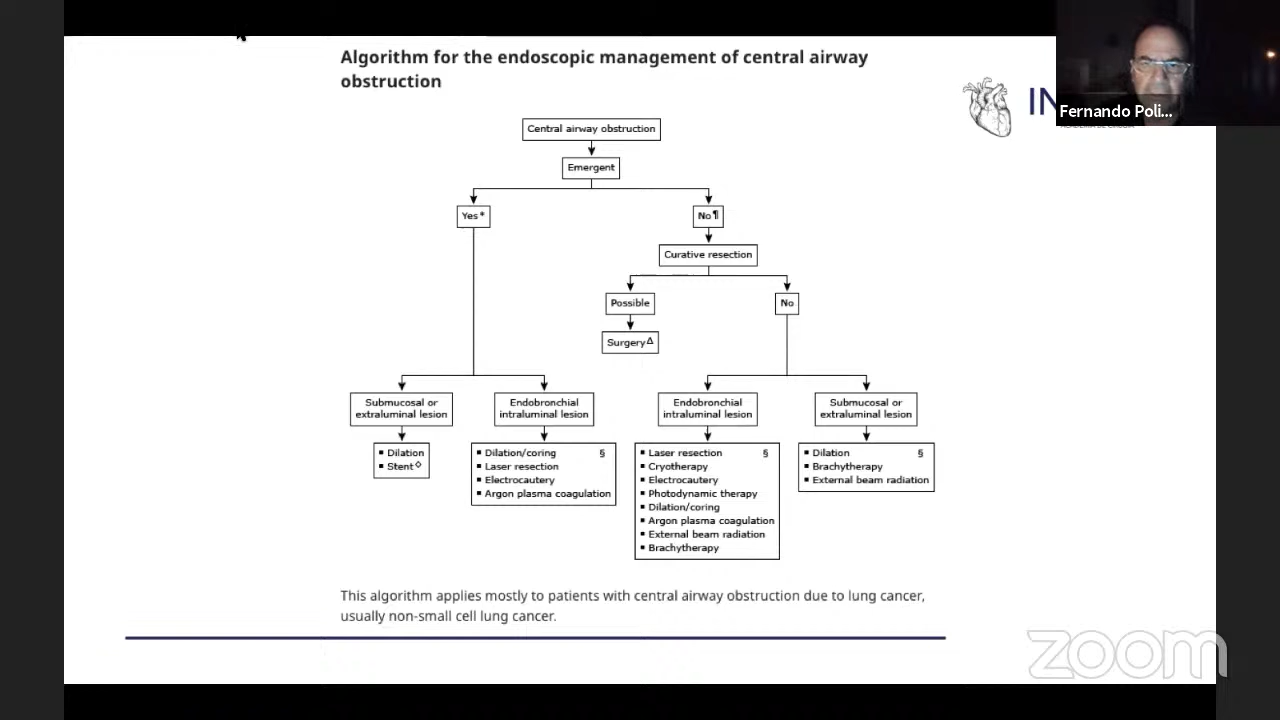 Algorithm for the endoscopic management of central airway
obstruction
IN
Fernando Poli...
Central airway obstruction
Emergent
Yes*
No¶
Curative resection
Possible
No
SurgeryΔ
Submucosal or
extraluminal lesion
Endobronchial
intraluminal lesion
Endobronchial
intraluminal lesion
Submucosal or
extraluminal lesion
▪ Dilation
▪ Stent◇
▪ Dilation/coring §
▪ Laser resection
▪ Electrocautery
▪ Argon plasma coagulation
▪ Laser resection §
▪ Cryotherapy
▪ Electrocautery
▪ Photodynamic therapy
▪ Dilation/coring
▪ Argon plasma coagulation
▪ External beam radiation
▪ Brachytherapy
▪ Dilation §
▪ Brachytherapy
▪ External beam radiation
This algorithm applies mostly to patients with central airway obstruction due to lung cancer,
usually non-small cell lung cancer.
zoom